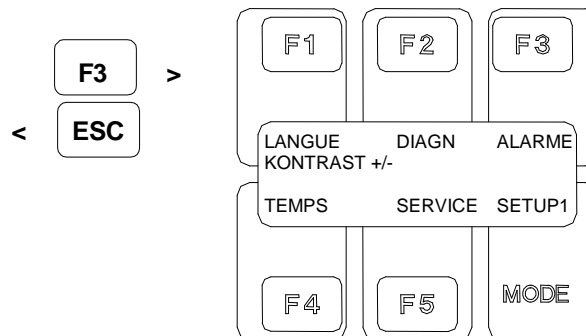 F3 >
< ESC
F1 F2 F3
LANGUE DIAGN ALARME
KONTRAST +/-
TEMPS SERVICE SETUP1
F4 F5 MODE